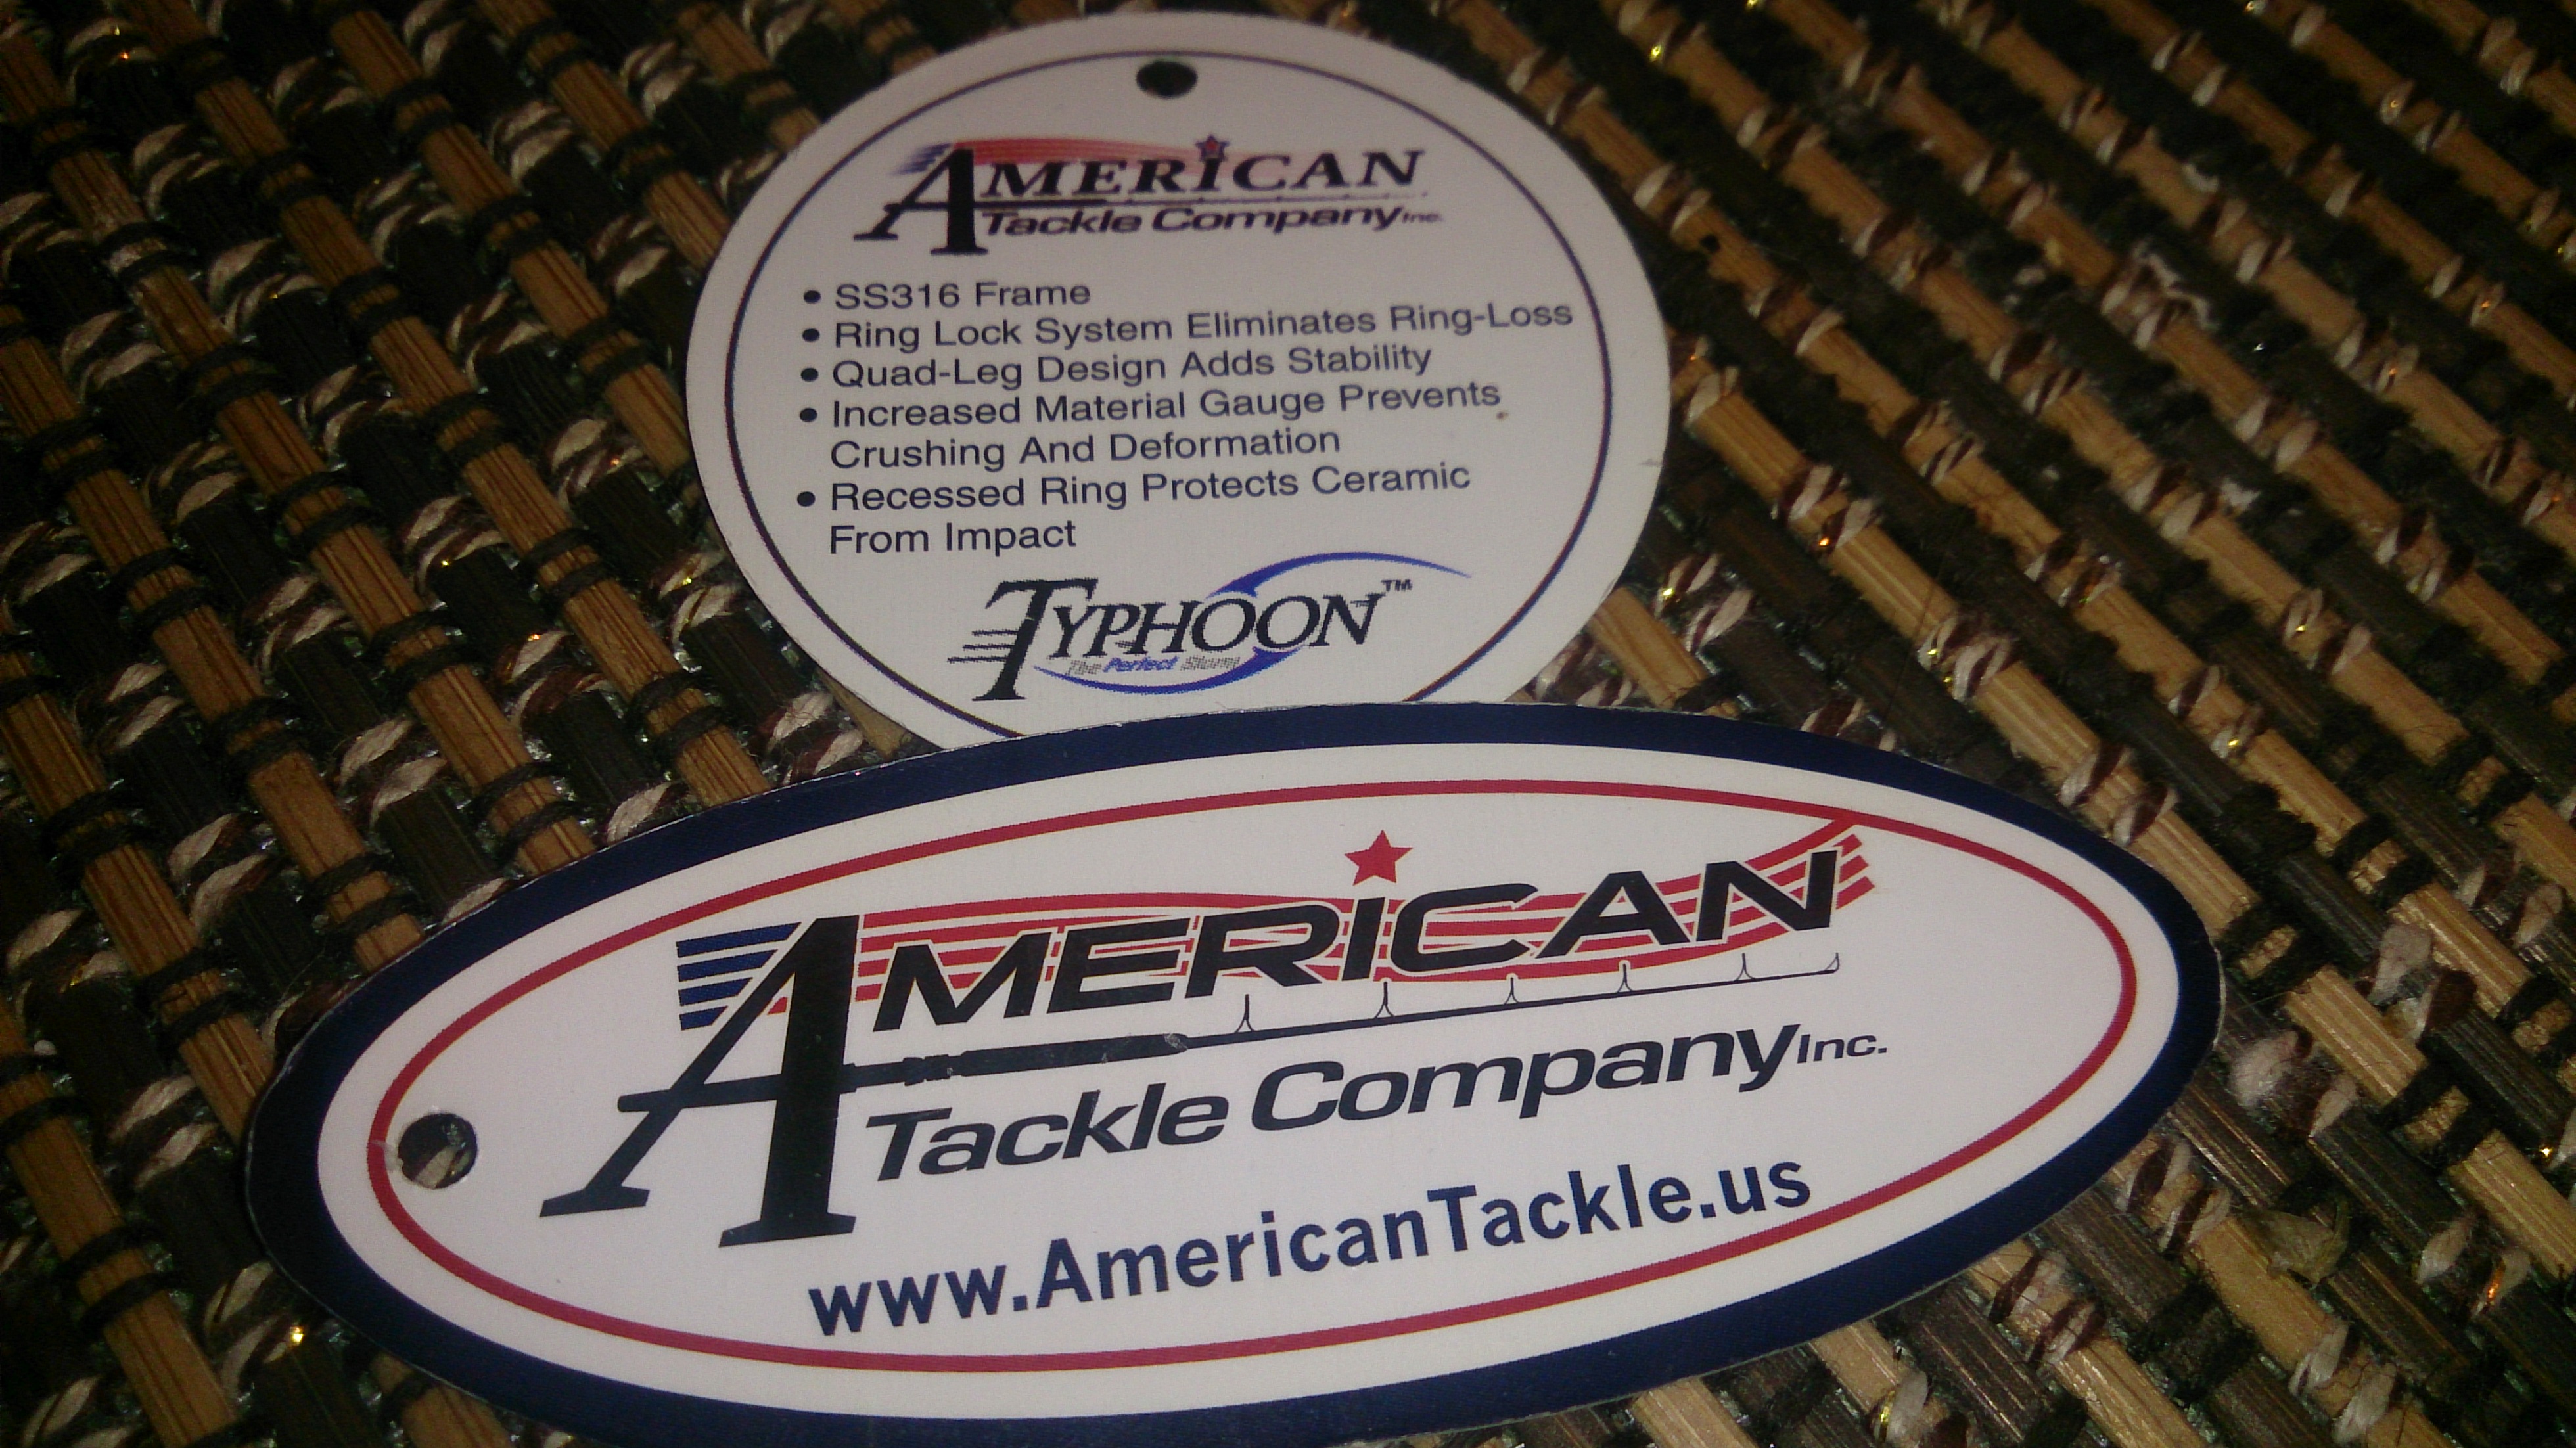 AMERICAN
Tackle Company Inc.
• SS316 Frame
• Ring Lock System Eliminates Ring-Loss
• Quad-Leg Design Adds Stability
• Increased Material Gauge Prevents
Crushing And Deformation
• Recessed Ring Protects Ceramic
From Impact
TYPHOON™
The Perfect Storm
AMERiCAN
Tackle Company Inc.
www.AmericanTackle.us